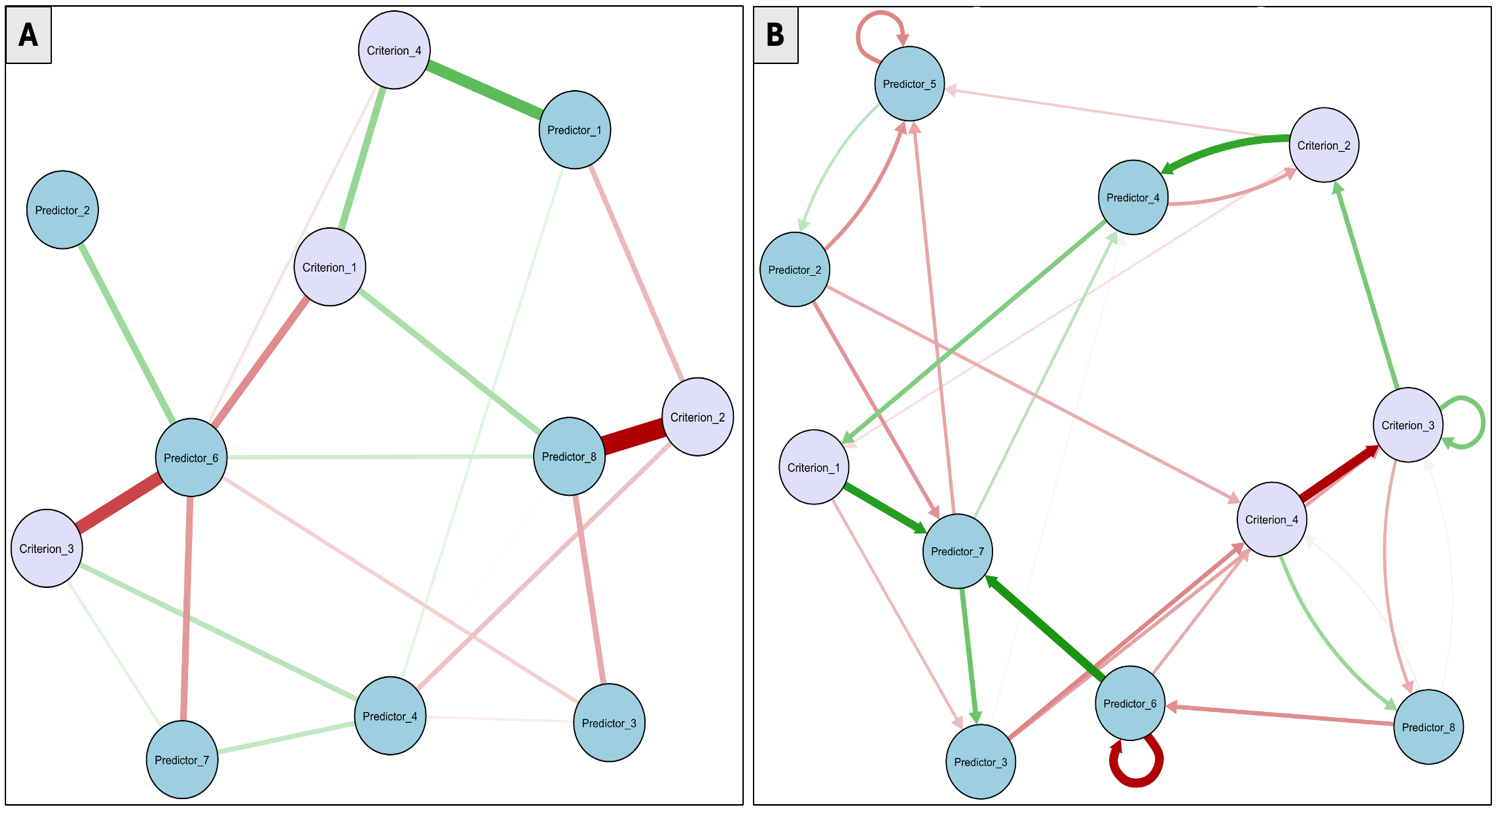 A
Criterion_4
Predictor_1
Predictor_2
Criterion_1
Criterion_2
Predictor_6
Predictor_8
Criterion_3
Predictor_4
Predictor_3
Predictor_7
B
Predictor_5
Criterion_2
Predictor_4
Predictor_2
Criterion_3
Criterion_1
Criterion_4
Predictor_7
Predictor_6
Predictor_8
Predictor_3